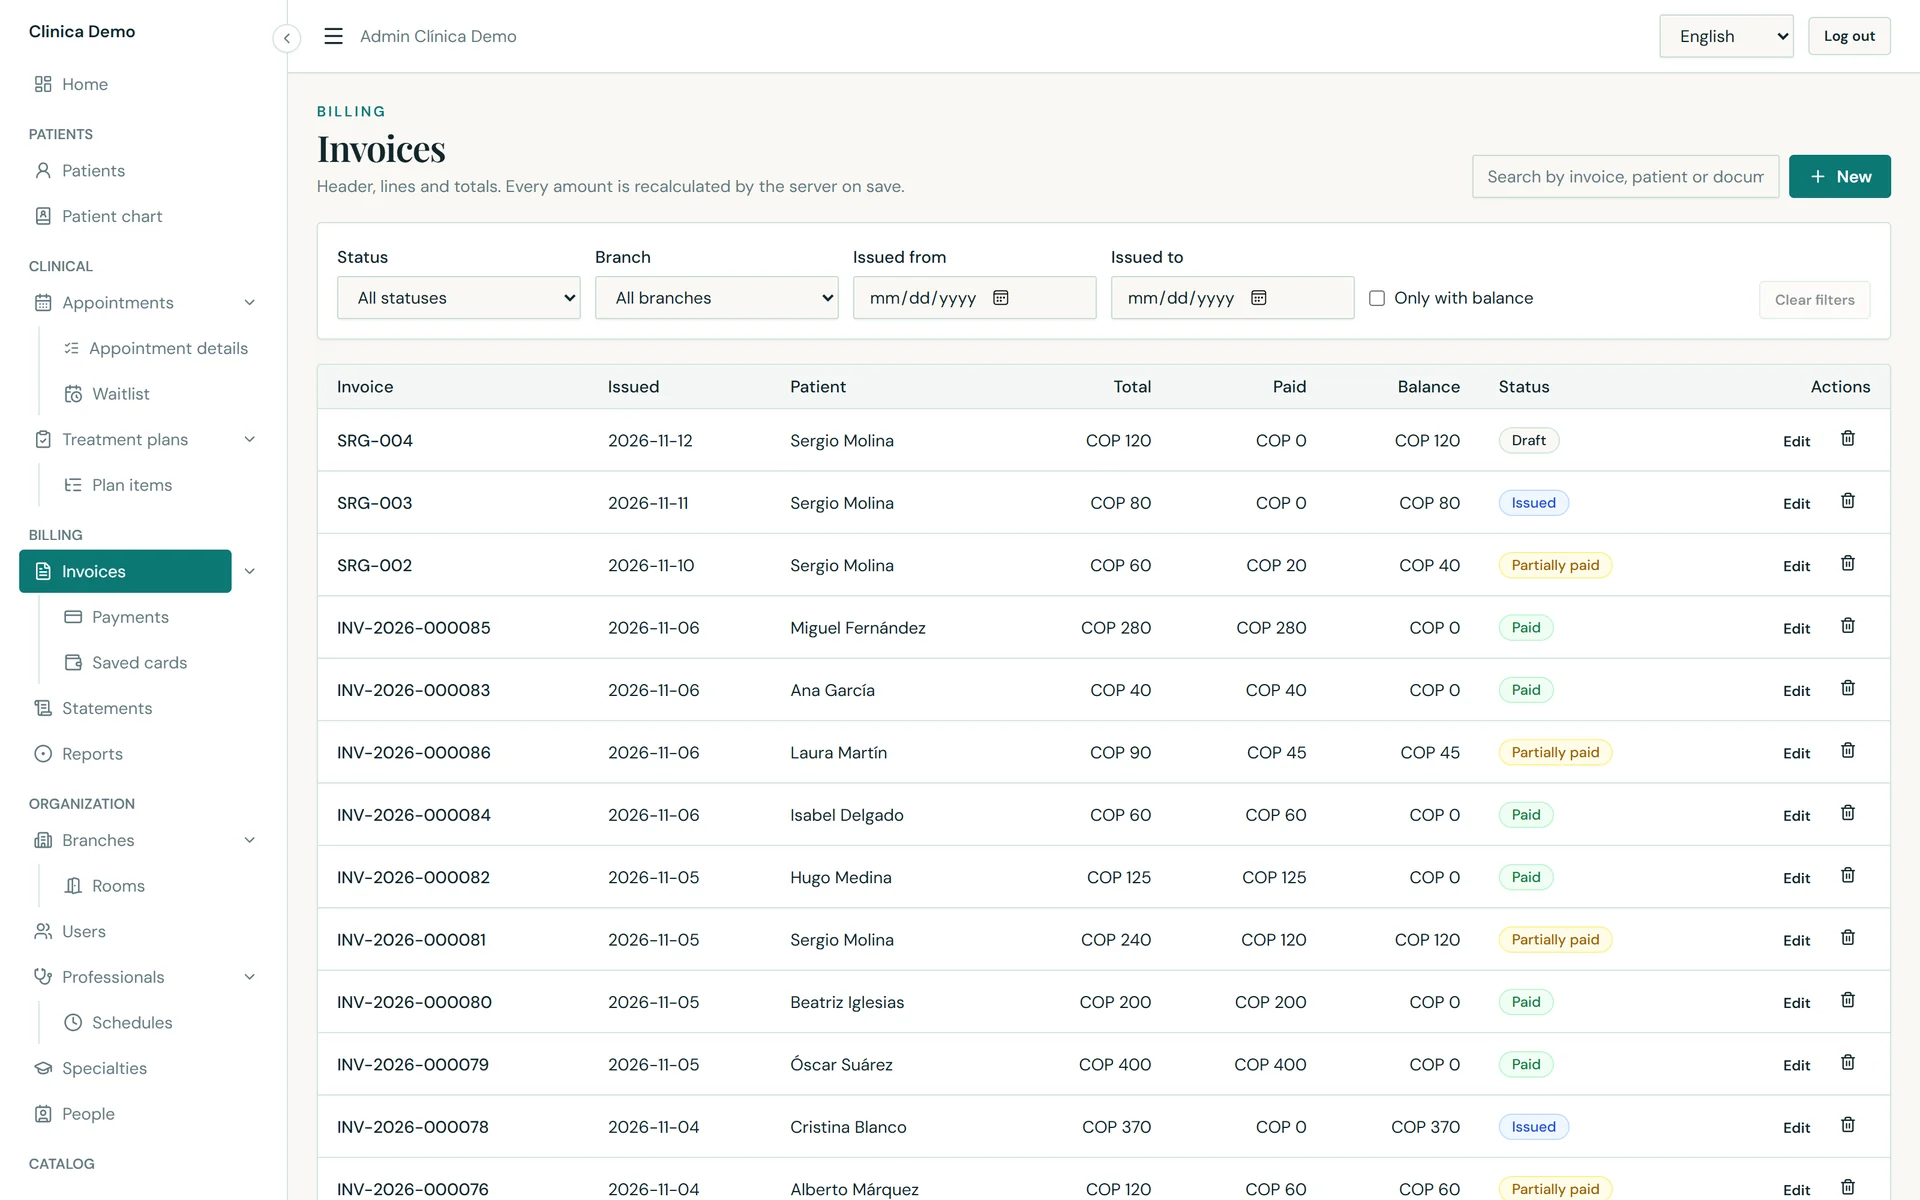 Clinica Demo
Home
PATIENTS
Patients
Patient chart
CLINICAL
Appointments
Appointment details
Waitlist
Treatment plans
Plan items
BILLING
Invoices
Payments
Saved cards
Statements
Reports
ORGANIZATION
Branches
Rooms
Users
Professionals
Schedules
Specialties
People
CATALOG
Admin Clínica Demo
English
Log out
BILLING
Invoices
Header, lines and totals. Every amount is recalculated by the server on save.
Search by invoice, patient or docum
+ New
Status Branch Issued from Issued to
All statuses All branches mm/dd/yyyy mm/dd/yyyy Only with balance Clear filters
Invoice Issued Patient Total Paid Balance Status Actions
SRG-004 2026-11-12 Sergio Molina COP 120 COP 0 COP 120 Draft Edit
SRG-003 2026-11-11 Sergio Molina COP 80 COP 0 COP 80 Issued Edit
SRG-002 2026-11-10 Sergio Molina COP 60 COP 20 COP 40 Partially paid Edit
INV-2026-000085 2026-11-06 Miguel Fernández COP 280 COP 280 COP 0 Paid Edit
INV-2026-000083 2026-11-06 Ana García COP 40 COP 40 COP 0 Paid Edit
INV-2026-000086 2026-11-06 Laura Martín COP 90 COP 45 COP 45 Partially paid Edit
INV-2026-000084 2026-11-06 Isabel Delgado COP 60 COP 60 COP 0 Paid Edit
INV-2026-000082 2026-11-05 Hugo Medina COP 125 COP 125 COP 0 Paid Edit
INV-2026-000081 2026-11-05 Sergio Molina COP 240 COP 120 COP 120 Partially paid Edit
INV-2026-000080 2026-11-05 Beatriz Iglesias COP 200 COP 200 COP 0 Paid Edit
INV-2026-000079 2026-11-05 Óscar Suárez COP 400 COP 400 COP 0 Paid Edit
INV-2026-000078 2026-11-04 Cristina Blanco COP 370 COP 0 COP 370 Issued Edit
INV-2026-000076 2026-11-04 Alberto Márquez COP 120 COP 60 COP 60 Partially paid Edit